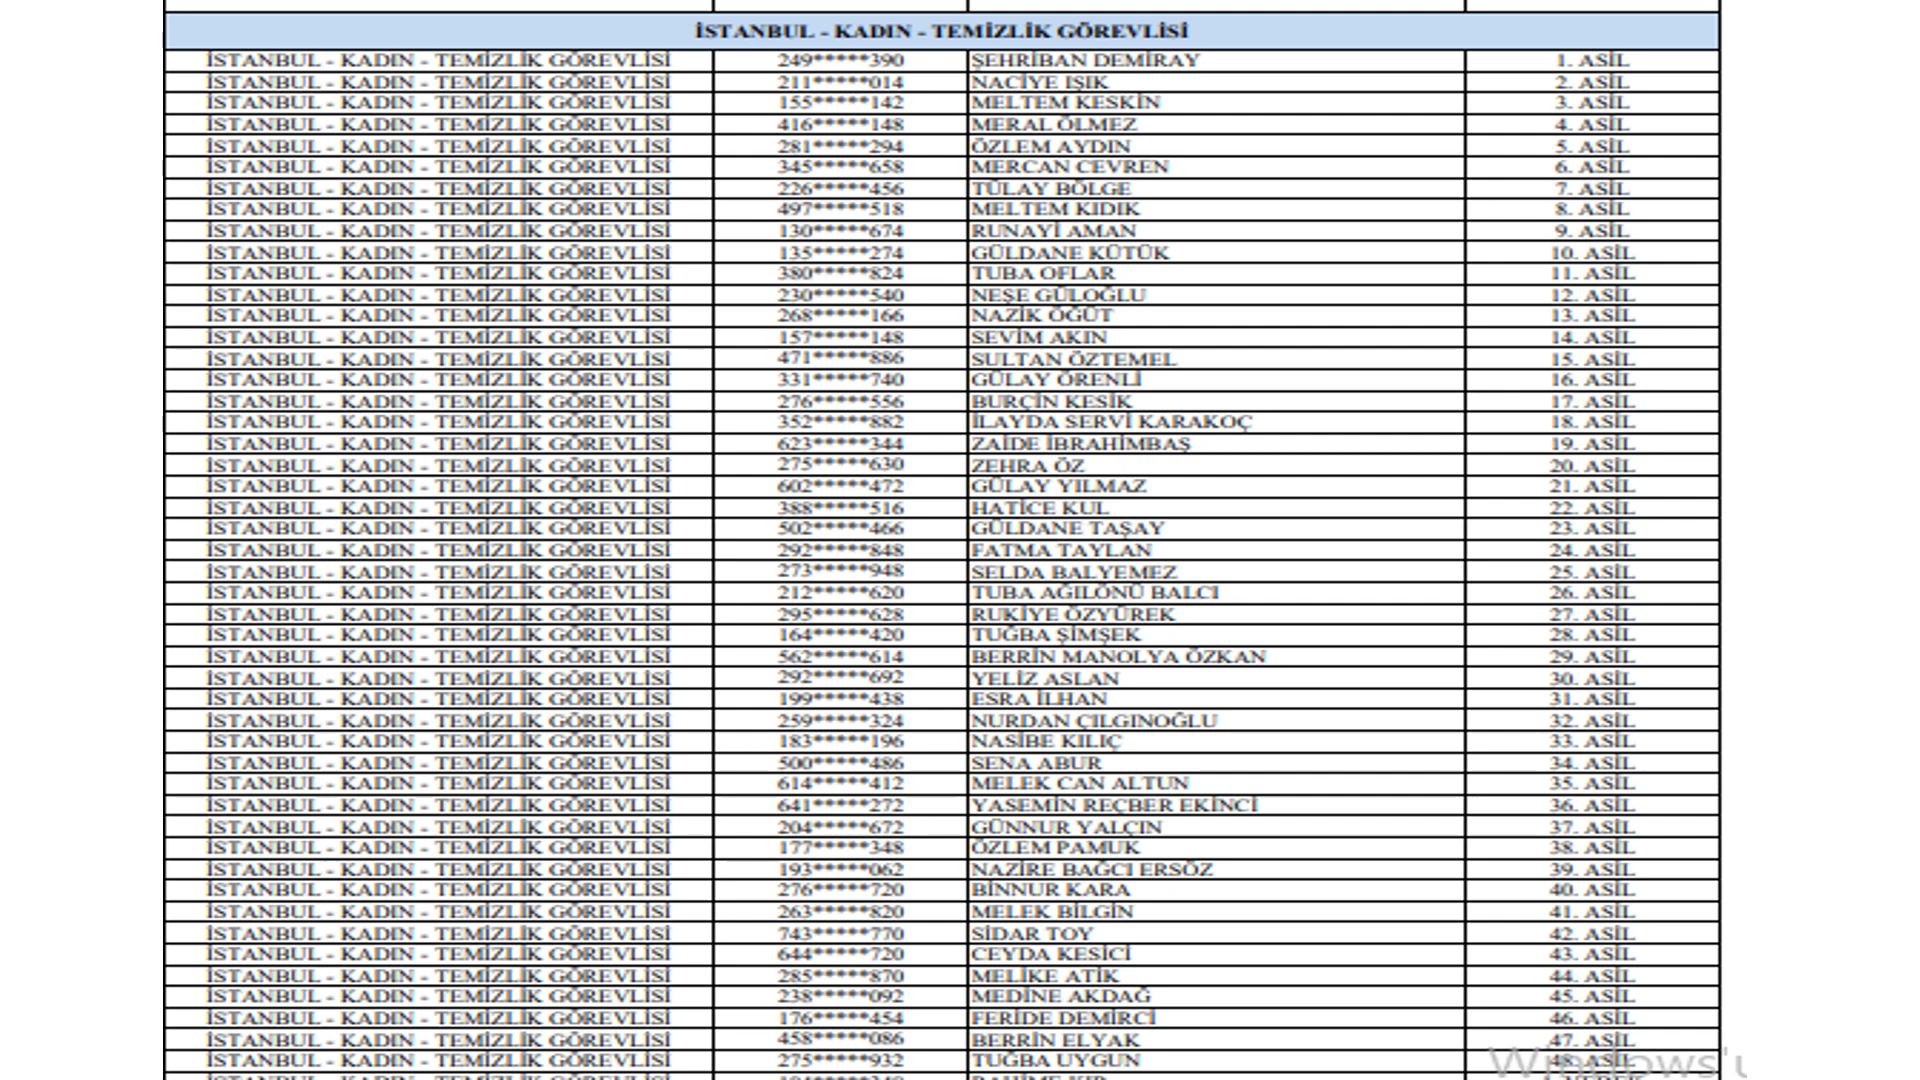 İSTANBUL - KADIN - TEMİZLİK GÖREVLİSİ
İSTANBUL - KADIN - TEMİZLİK GÖREVLİSİ 249*****390 ŞEHRİBAN DEMİRAY 1. ASİL
İSTANBUL - KADIN - TEMİZLİK GÖREVLİSİ 211*****014 NACİYE IŞIK 2. ASİL
İSTANBUL - KADIN - TEMİZLİK GÖREVLİSİ 155*****142 MELTEM KESKİN 3. ASİL
İSTANBUL - KADIN - TEMİZLİK GÖREVLİSİ 416*****148 MERAL ÖLMEZ 4. ASİL
İSTANBUL - KADIN - TEMİZLİK GÖREVLİSİ 281*****294 ÖZLEM AYDIN 5. ASİL
İSTANBUL - KADIN - TEMİZLİK GÖREVLİSİ 345*****658 MERCAN CEVREN 6. ASİL
İSTANBUL - KADIN - TEMİZLİK GÖREVLİSİ 226*****456 TÜLAY BÖLGE 7. ASİL
İSTANBUL - KADIN - TEMİZLİK GÖREVLİSİ 497*****518 MELTEM KIDIK 8. ASİL
İSTANBUL - KADIN - TEMİZLİK GÖREVLİSİ 130*****674 RUNAYİ AMAN 9. ASİL
İSTANBUL - KADIN - TEMİZLİK GÖREVLİSİ 135*****274 GÜLDANE KÜTÜK 10. ASİL
İSTANBUL - KADIN - TEMİZLİK GÖREVLİSİ 380*****824 TUBA OFLAR 11. ASİL
İSTANBUL - KADIN - TEMİZLİK GÖREVLİSİ 230*****540 NEŞE GÜLOĞLU 12. ASİL
İSTANBUL - KADIN - TEMİZLİK GÖREVLİSİ 268*****166 NAZİK ÖĞÜT 13. ASİL
İSTANBUL - KADIN - TEMİZLİK GÖREVLİSİ 157*****148 SEVİM AKIN 14. ASİL
İSTANBUL - KADIN - TEMİZLİK GÖREVLİSİ 471*****886 SULTAN ÖZTEMEL 15. ASİL
İSTANBUL - KADIN - TEMİZLİK GÖREVLİSİ 331*****740 GÜLAY ÖRENLİ 16. ASİL
İSTANBUL - KADIN - TEMİZLİK GÖREVLİSİ 276*****556 BURÇİN KESİK 17. ASİL
İSTANBUL - KADIN - TEMİZLİK GÖREVLİSİ 352*****882 İLAYDA SERVİ KARAKOÇ 18. ASİL
İSTANBUL - KADIN - TEMİZLİK GÖREVLİSİ 623*****344 ZAİDE İBRAHİMBAŞ 19. ASİL
İSTANBUL - KADIN - TEMİZLİK GÖREVLİSİ 275*****630 ZEHRA ÖZ 20. ASİL
İSTANBUL - KADIN - TEMİZLİK GÖREVLİSİ 602*****472 GÜLAY YILMAZ 21. ASİL
İSTANBUL - KADIN - TEMİZLİK GÖREVLİSİ 388*****516 HATİCE KUL 22. ASİL
İSTANBUL - KADIN - TEMİZLİK GÖREVLİSİ 502*****466 GÜLDANE TAŞAY 23. ASİL
İSTANBUL - KADIN - TEMİZLİK GÖREVLİSİ 292*****848 FATMA TAYLAN 24. ASİL
İSTANBUL - KADIN - TEMİZLİK GÖREVLİSİ 273*****948 SELDA BALYEMEZ 25. ASİL
İSTANBUL - KADIN - TEMİZLİK GÖREVLİSİ 212*****620 TUBA AĞILÖNÜ BALCI 26. ASİL
İSTANBUL - KADIN - TEMİZLİK GÖREVLİSİ 295*****628 RUKİYE ÖZYÜREK 27. ASİL
İSTANBUL - KADIN - TEMİZLİK GÖREVLİSİ 164*****420 TUĞBA ŞİMŞEK 28. ASİL
İSTANBUL - KADIN - TEMİZLİK GÖREVLİSİ 562*****614 BERRİN MANOLYA ÖZKAN 29. ASİL
İSTANBUL - KADIN - TEMİZLİK GÖREVLİSİ 292*****692 YELİZ ASLAN 30. ASİL
İSTANBUL - KADIN - TEMİZLİK GÖREVLİSİ 199*****438 ESRA İLHAN 31. ASİL
İSTANBUL - KADIN - TEMİZLİK GÖREVLİSİ 259*****324 NURDAN ÇILGINOĞLU 32. ASİL
İSTANBUL - KADIN - TEMİZLİK GÖREVLİSİ 183*****196 NASİBE KILIÇ 33. ASİL
İSTANBUL - KADIN - TEMİZLİK GÖREVLİSİ 500*****486 SENA ABUR 34. ASİL
İSTANBUL - KADIN - TEMİZLİK GÖREVLİSİ 614*****412 MELEK CAN ALTUN 35. ASİL
İSTANBUL - KADIN - TEMİZLİK GÖREVLİSİ 641*****272 YASEMİN REÇBER EKİNCİ 36. ASİL
İSTANBUL - KADIN - TEMİZLİK GÖREVLİSİ 204*****672 GÜNNUR YALÇIN 37. ASİL
İSTANBUL - KADIN - TEMİZLİK GÖREVLİSİ 177*****348 ÖZLEM PAMUK 38. ASİL
İSTANBUL - KADIN - TEMİZLİK GÖREVLİSİ 193*****062 NAZİRE BAĞCI ERSÖZ 39. ASİL
İSTANBUL - KADIN - TEMİZLİK GÖREVLİSİ 276*****720 BİNNUR KARA 40. ASİL
İSTANBUL - KADIN - TEMİZLİK GÖREVLİSİ 263*****820 MELEK BİLGİN 41. ASİL
İSTANBUL - KADIN - TEMİZLİK GÖREVLİSİ 743*****770 SİDAR TOY 42. ASİL
İSTANBUL - KADIN - TEMİZLİK GÖREVLİSİ 644*****720 CEYDA KESİCİ 43. ASİL
İSTANBUL - KADIN - TEMİZLİK GÖREVLİSİ 285*****870 MELİKE ATİK 44. ASİL
İSTANBUL - KADIN - TEMİZLİK GÖREVLİSİ 238*****092 MEDİNE AKDAĞ 45. ASİL
İSTANBUL - KADIN - TEMİZLİK GÖREVLİSİ 176*****454 FERİDE DEMİRCİ 46. ASİL
İSTANBUL - KADIN - TEMİZLİK GÖREVLİSİ 458*****086 BERRİN ELYAK 47. ASİL
İSTANBUL - KADIN - TEMİZLİK GÖREVLİSİ 275*****932 TUĞBA UYGUN 48. ASİL
Windows'u